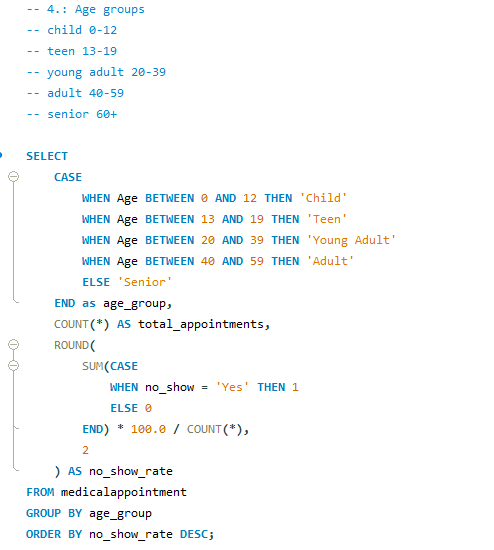 -- 4.: Age groups
-- child 0-12
-- teen 13-19
-- young adult 20-39
-- adult 40-59
-- senior 60+
SELECT
CASE
WHEN Age BETWEEN 0 AND 12 THEN 'Child'
WHEN Age BETWEEN 13 AND 19 THEN 'Teen'
WHEN Age BETWEEN 20 AND 39 THEN 'Young Adult'
WHEN Age BETWEEN 40 AND 59 THEN 'Adult'
ELSE 'Senior'
END as age_group,
COUNT(*) AS total_appointments,
ROUND(
SUM(CASE
WHEN no_show = 'Yes' THEN 1
ELSE 0
END) * 100.0 / COUNT(*),
2
) AS no_show_rate
FROM medicalappointment
GROUP BY age_group
ORDER BY no_show_rate DESC;